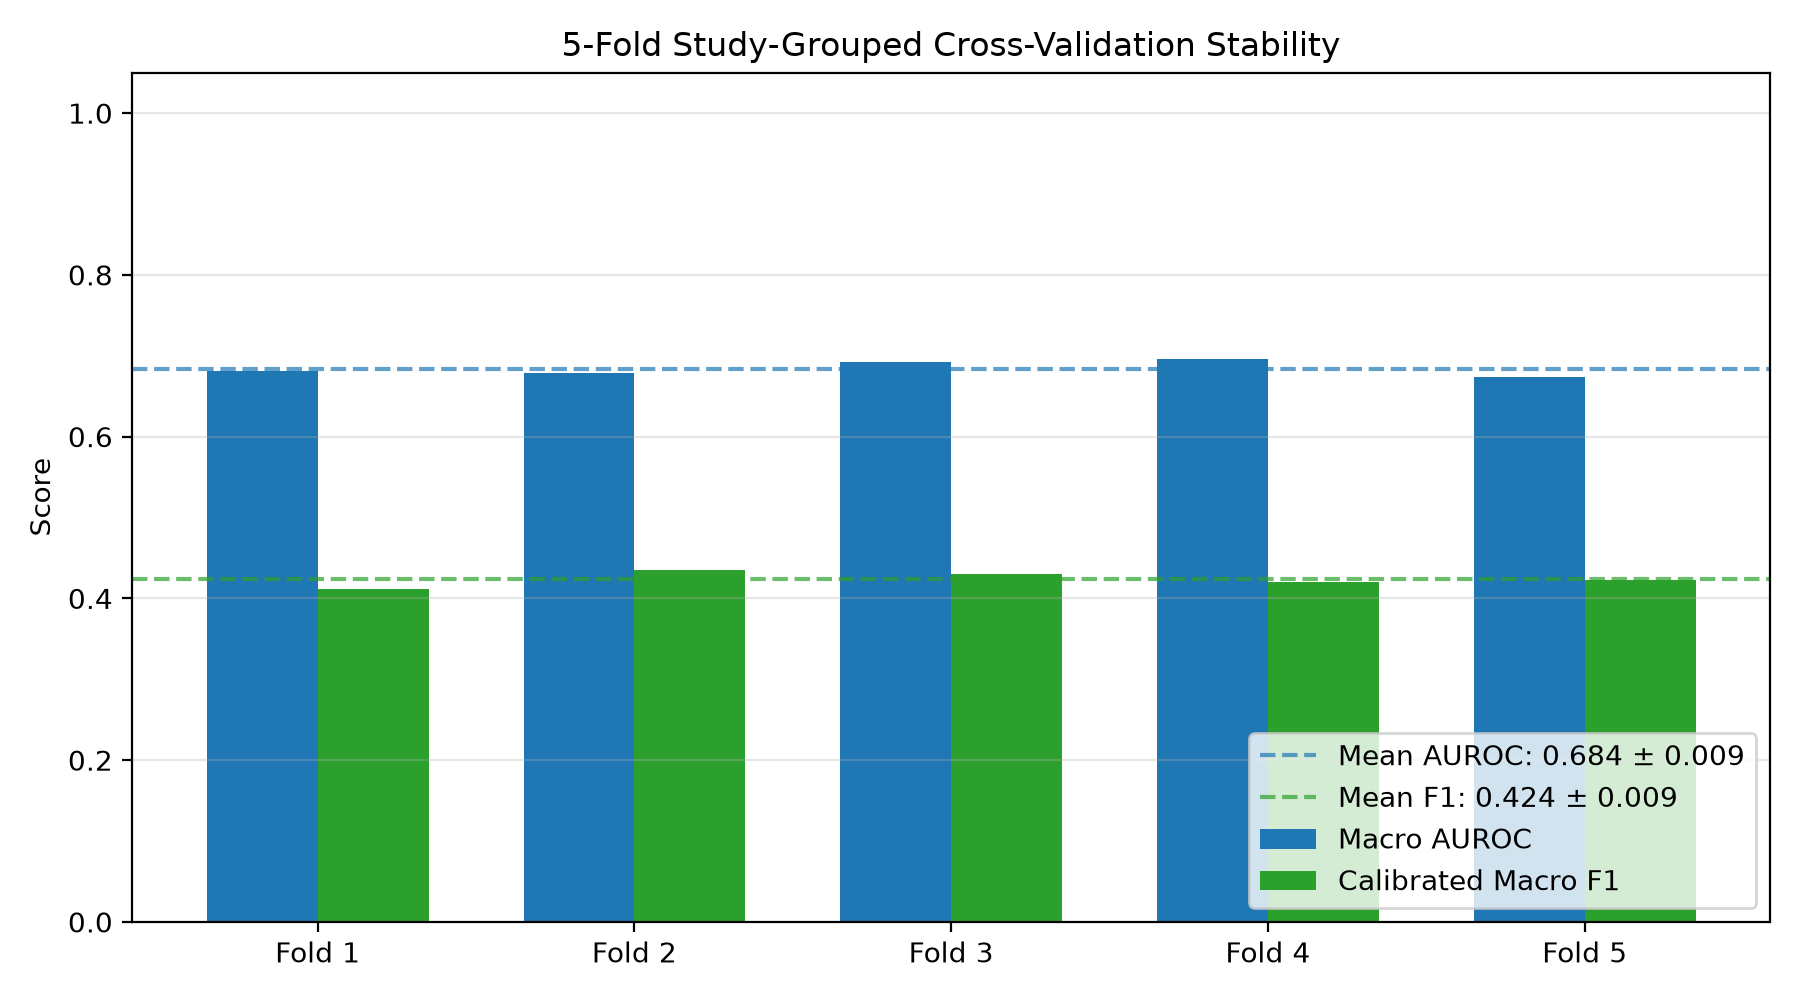 5-Fold Study-Grouped Cross-Validation Stability
Score
1.0
0.8
0.6
0.4
0.2
0.0
Mean AUROC: 0.684 ± 0.009
Mean F1: 0.424 ± 0.009
Macro AUROC
Calibrated Macro F1
Fold 1
Fold 2
Fold 3
Fold 4
Fold 5